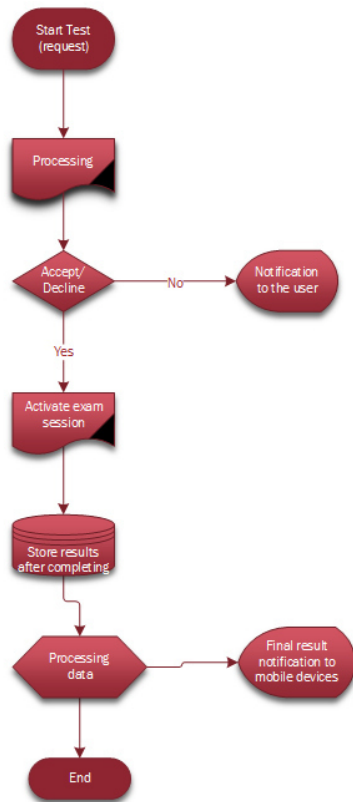 Start Test
(request)
Processing
Accept/
Decline
No
Notification
to the user
Yes
Activate exam
session
Store results
after completing
Processing
data
Final result
notification to
mobile devices
End